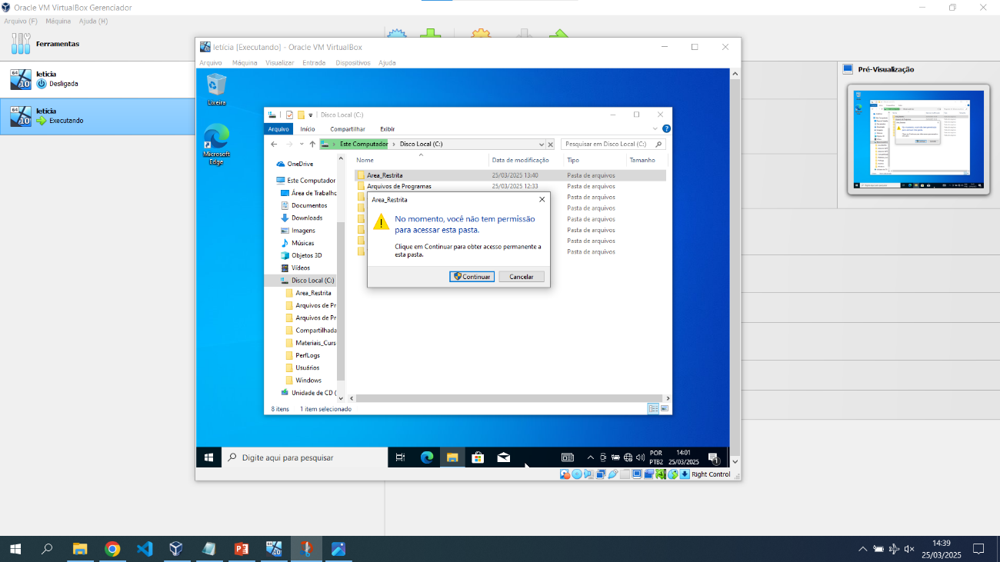 Oracle VM VirtualBox Gerenciador
Arquivo (F) Máquina Ajuda (H)
Ferramentas
leticia
Desligada
leticia
Executando
Pré-Visualização
letícia [Executando] - Oracle VM VirtualBox
Arquivo Máquina Visualizar Entrada Dispositivos Ajuda
Lixeira
Microsoft
Edge
Disco Local (C:)
Arquivo Início Compartilhar Exibir
Este Computador > Disco Local (C:)
Pesquisar em Disco Local (C:)
Nome Data de modificação Tipo Tamanho
OneDrive
Este Computador
Área de Trabalho
Documentos
Downloads
Imagens
Músicas
Objetos 3D
Vídeos
Disco Local (C:)
Area_Restrita
Arquivos de Pr
Arquivos de Pr
Compartilhada
Materiais_Curs
PerfLogs
Usuários
Windows
Unidade de CD (
Area_Restrita 25/03/2025 13:40 Pasta de arquivos
Arquivos de Programas 25/03/2025 12:33 Pasta de arquivos
Pasta de arquivos
Pasta de arquivos
Pasta de arquivos
Pasta de arquivos
Pasta de arquivos
Pasta de arquivos
Area_Restrita
No momento, você não tem permissão
para acessar esta pasta.
Clique em Continuar para obter acesso permanente a
esta pasta.
Continuar Cancelar
8 itens 1 item selecionado
Digite aqui para pesquisar
POR
PTB2
14:01
25/03/2025
1
Right Control
14:39
25/03/2025